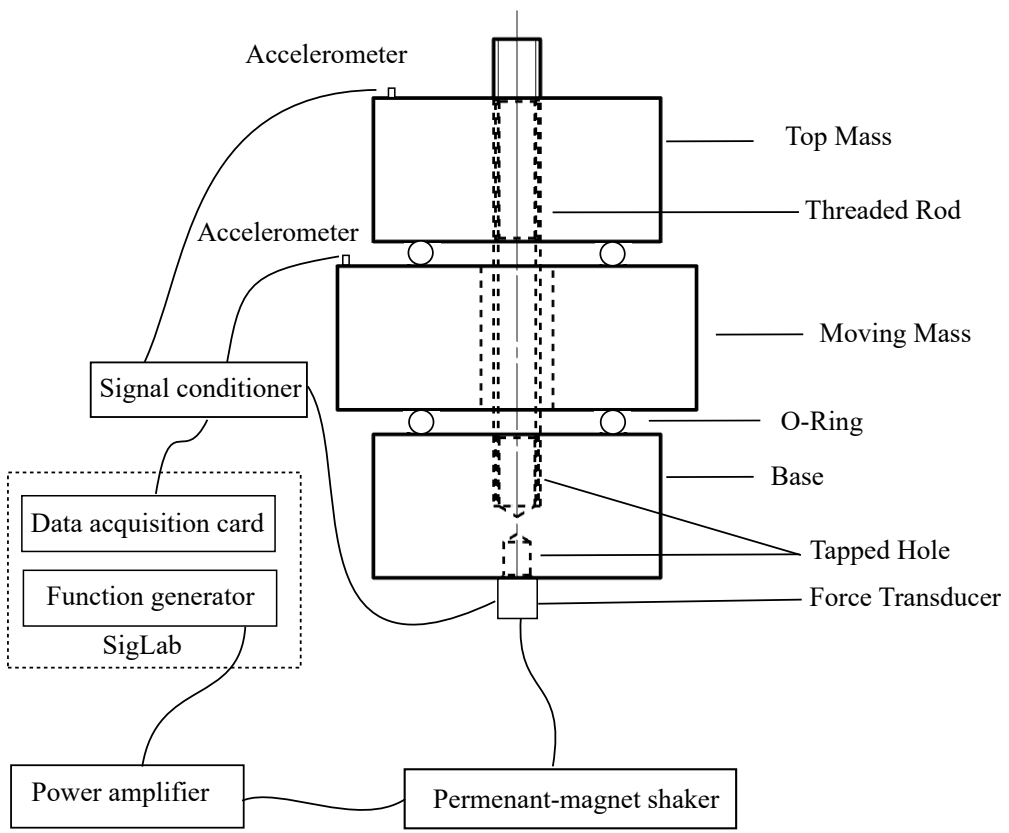 Accelerometer
Top Mass
Threaded Rod
Accelerometer
Moving Mass
Signal conditioner
O-Ring
Base
Data acquisition card
Tapped Hole
Function generator
Force Transducer
SigLab
Power amplifier
Permenant-magnet shaker